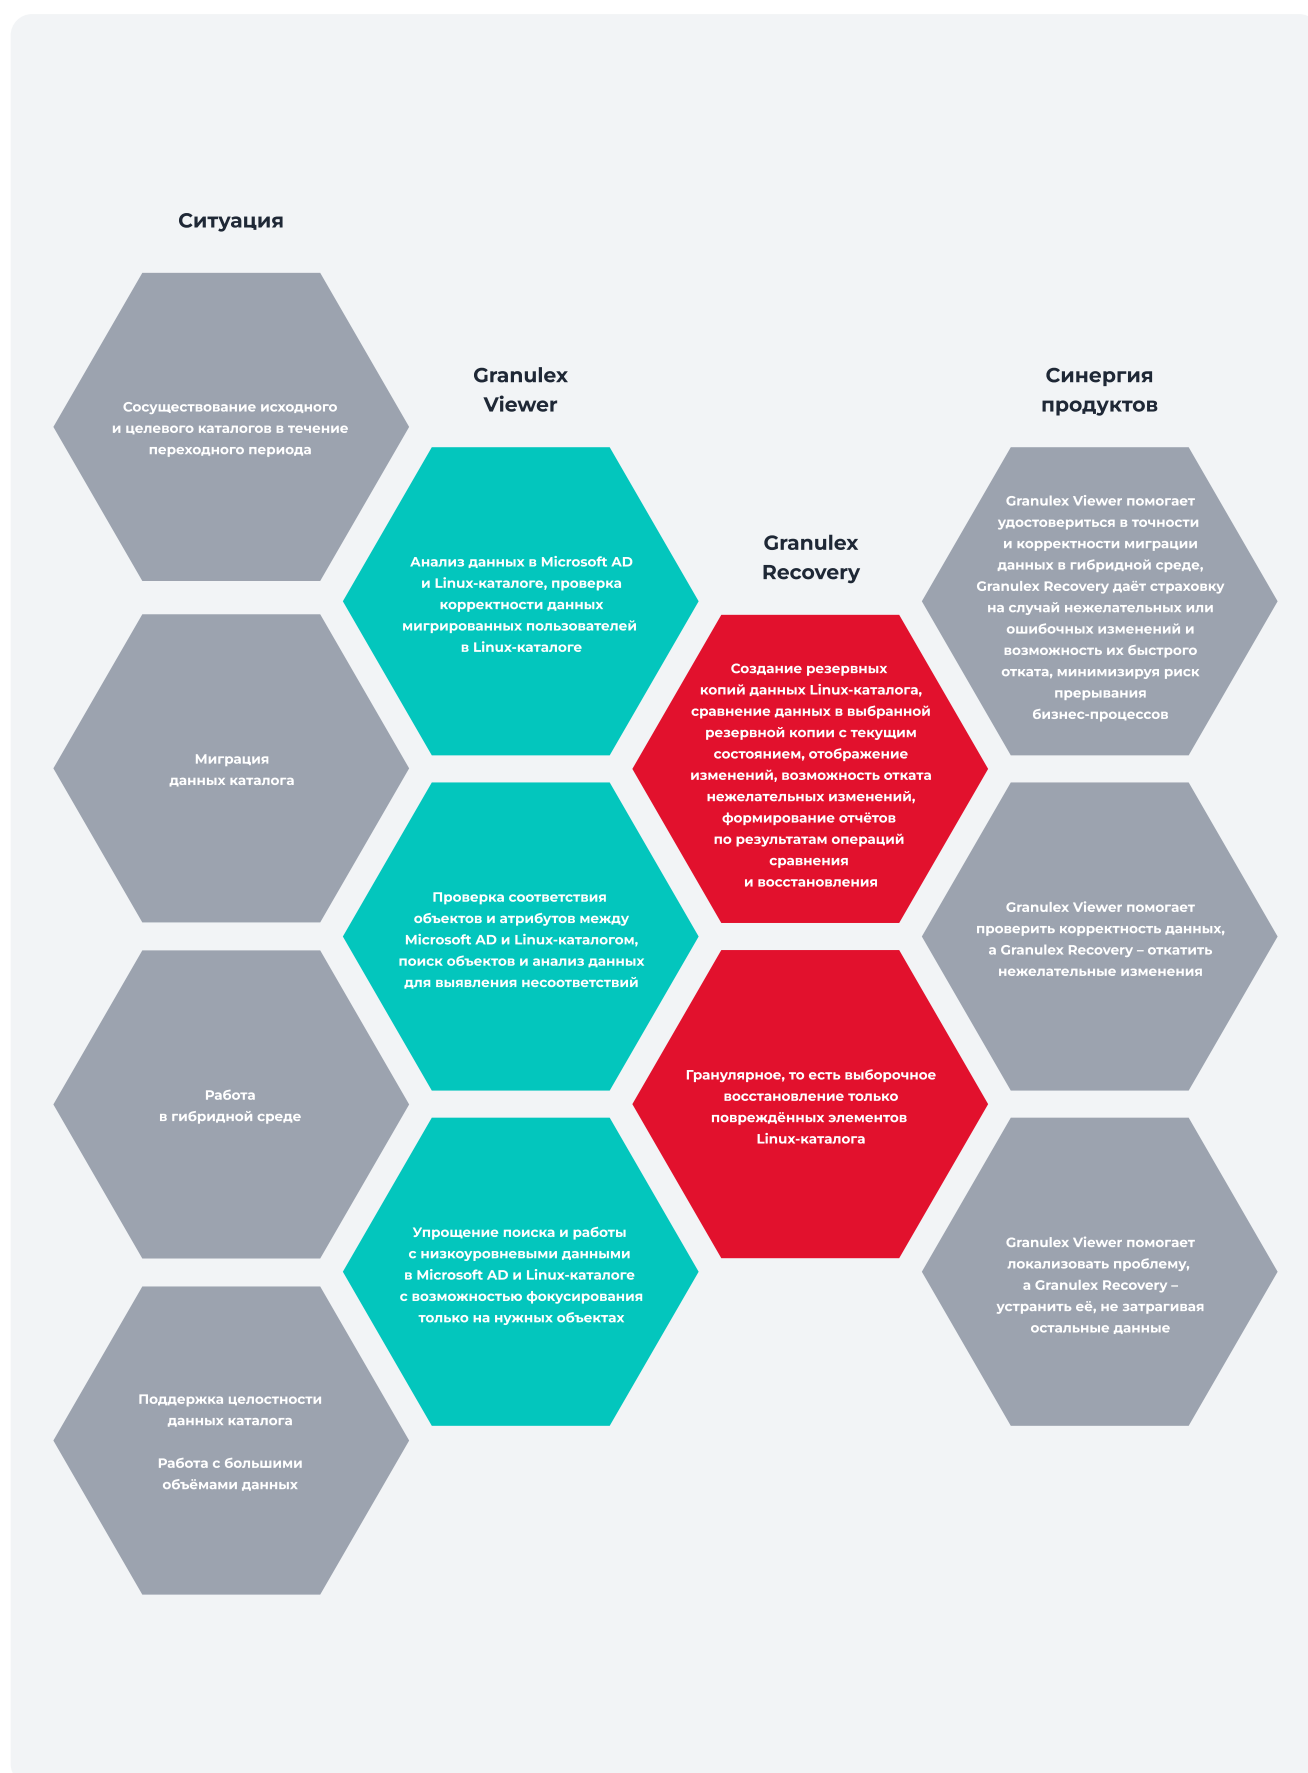 Ситуация
Сосуществование исходного
и целевого каталогов в течение
переходного периода
Миграция
данных каталога
Работа
в гибридной среде
Поддержка целостности
данных каталога
Работа с большими
объёмами данных
Granulex
Viewer
Анализ данных в Microsoft AD
и Linux-каталоге, проверка
корректности данных
мигрированных пользователей
в Linux-каталоге
Проверка соответствия
объектов и атрибутов между
Microsoft AD и Linux-каталогом,
поиск объектов и анализ данных
для выявления несоответствий
Упрощение поиска и работы
с низкоуровневыми данными
в Microsoft AD и Linux-каталоге
с возможностью фокусирования
только на нужных объектах
Granulex
Recovery
Создание резервных
копий данных Linux-каталога,
сравнение данных в выбранной
резервной копии с текущим
состоянием, отображение
изменений, возможность отката
нежелательных изменений,
формирование отчётов
по результатам операций
сравнения
и восстановления
Гранулярное, то есть выборочное
восстановление только
повреждённых элементов
Linux-каталога
Синергия
продуктов
Granulex Viewer помогает
удостовериться в точности
и корректности миграции
данных в гибридной среде,
Granulex Recovery даёт страховку
на случай нежелательных или
ошибочных изменений и
возможность их быстрого
отката, минимизируя риск
прерывания
бизнес-процессов
Granulex Viewer помогает
проверить корректность данных,
а Granulex Recovery – откатить
нежелательные изменения
Granulex Viewer помогает
локализовать проблему,
а Granulex Recovery –
устранить её, не затрагивая
остальные данные